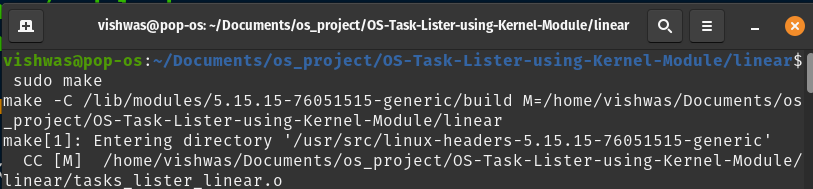 vishwas@pop-os: ~/Documents/os_project/OS-Task-Lister-using-Kernel-Module/linear
vishwas@pop-os:~/Documents/os_project/OS-Task-Lister-using-Kernel-Module/linear$
sudo make
make -C /lib/modules/5.15.15-76051515-generic/build M=/home/vishwas/Documents/os
_project/OS-Task-Lister-using-Kernel-Module/linear
make[1]: Entering directory '/usr/src/linux-headers-5.15.15-76051515-generic'
CC [M]  /home/vishwas/Documents/os_project/OS-Task-Lister-using-Kernel-Module/
linear/tasks_lister_linear.o